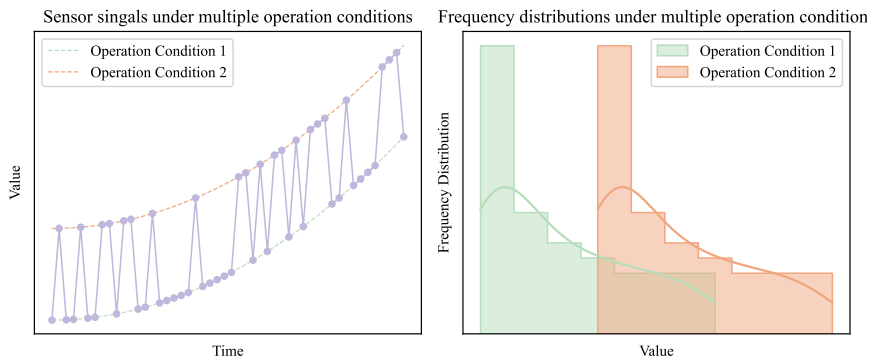 Sensor singals under multiple operation conditions
Operation Condition 1
Operation Condition 2
Value
Time
Frequency distributions under multiple operation condition
Operation Condition 1
Operation Condition 2
Frequency Distribution
Value